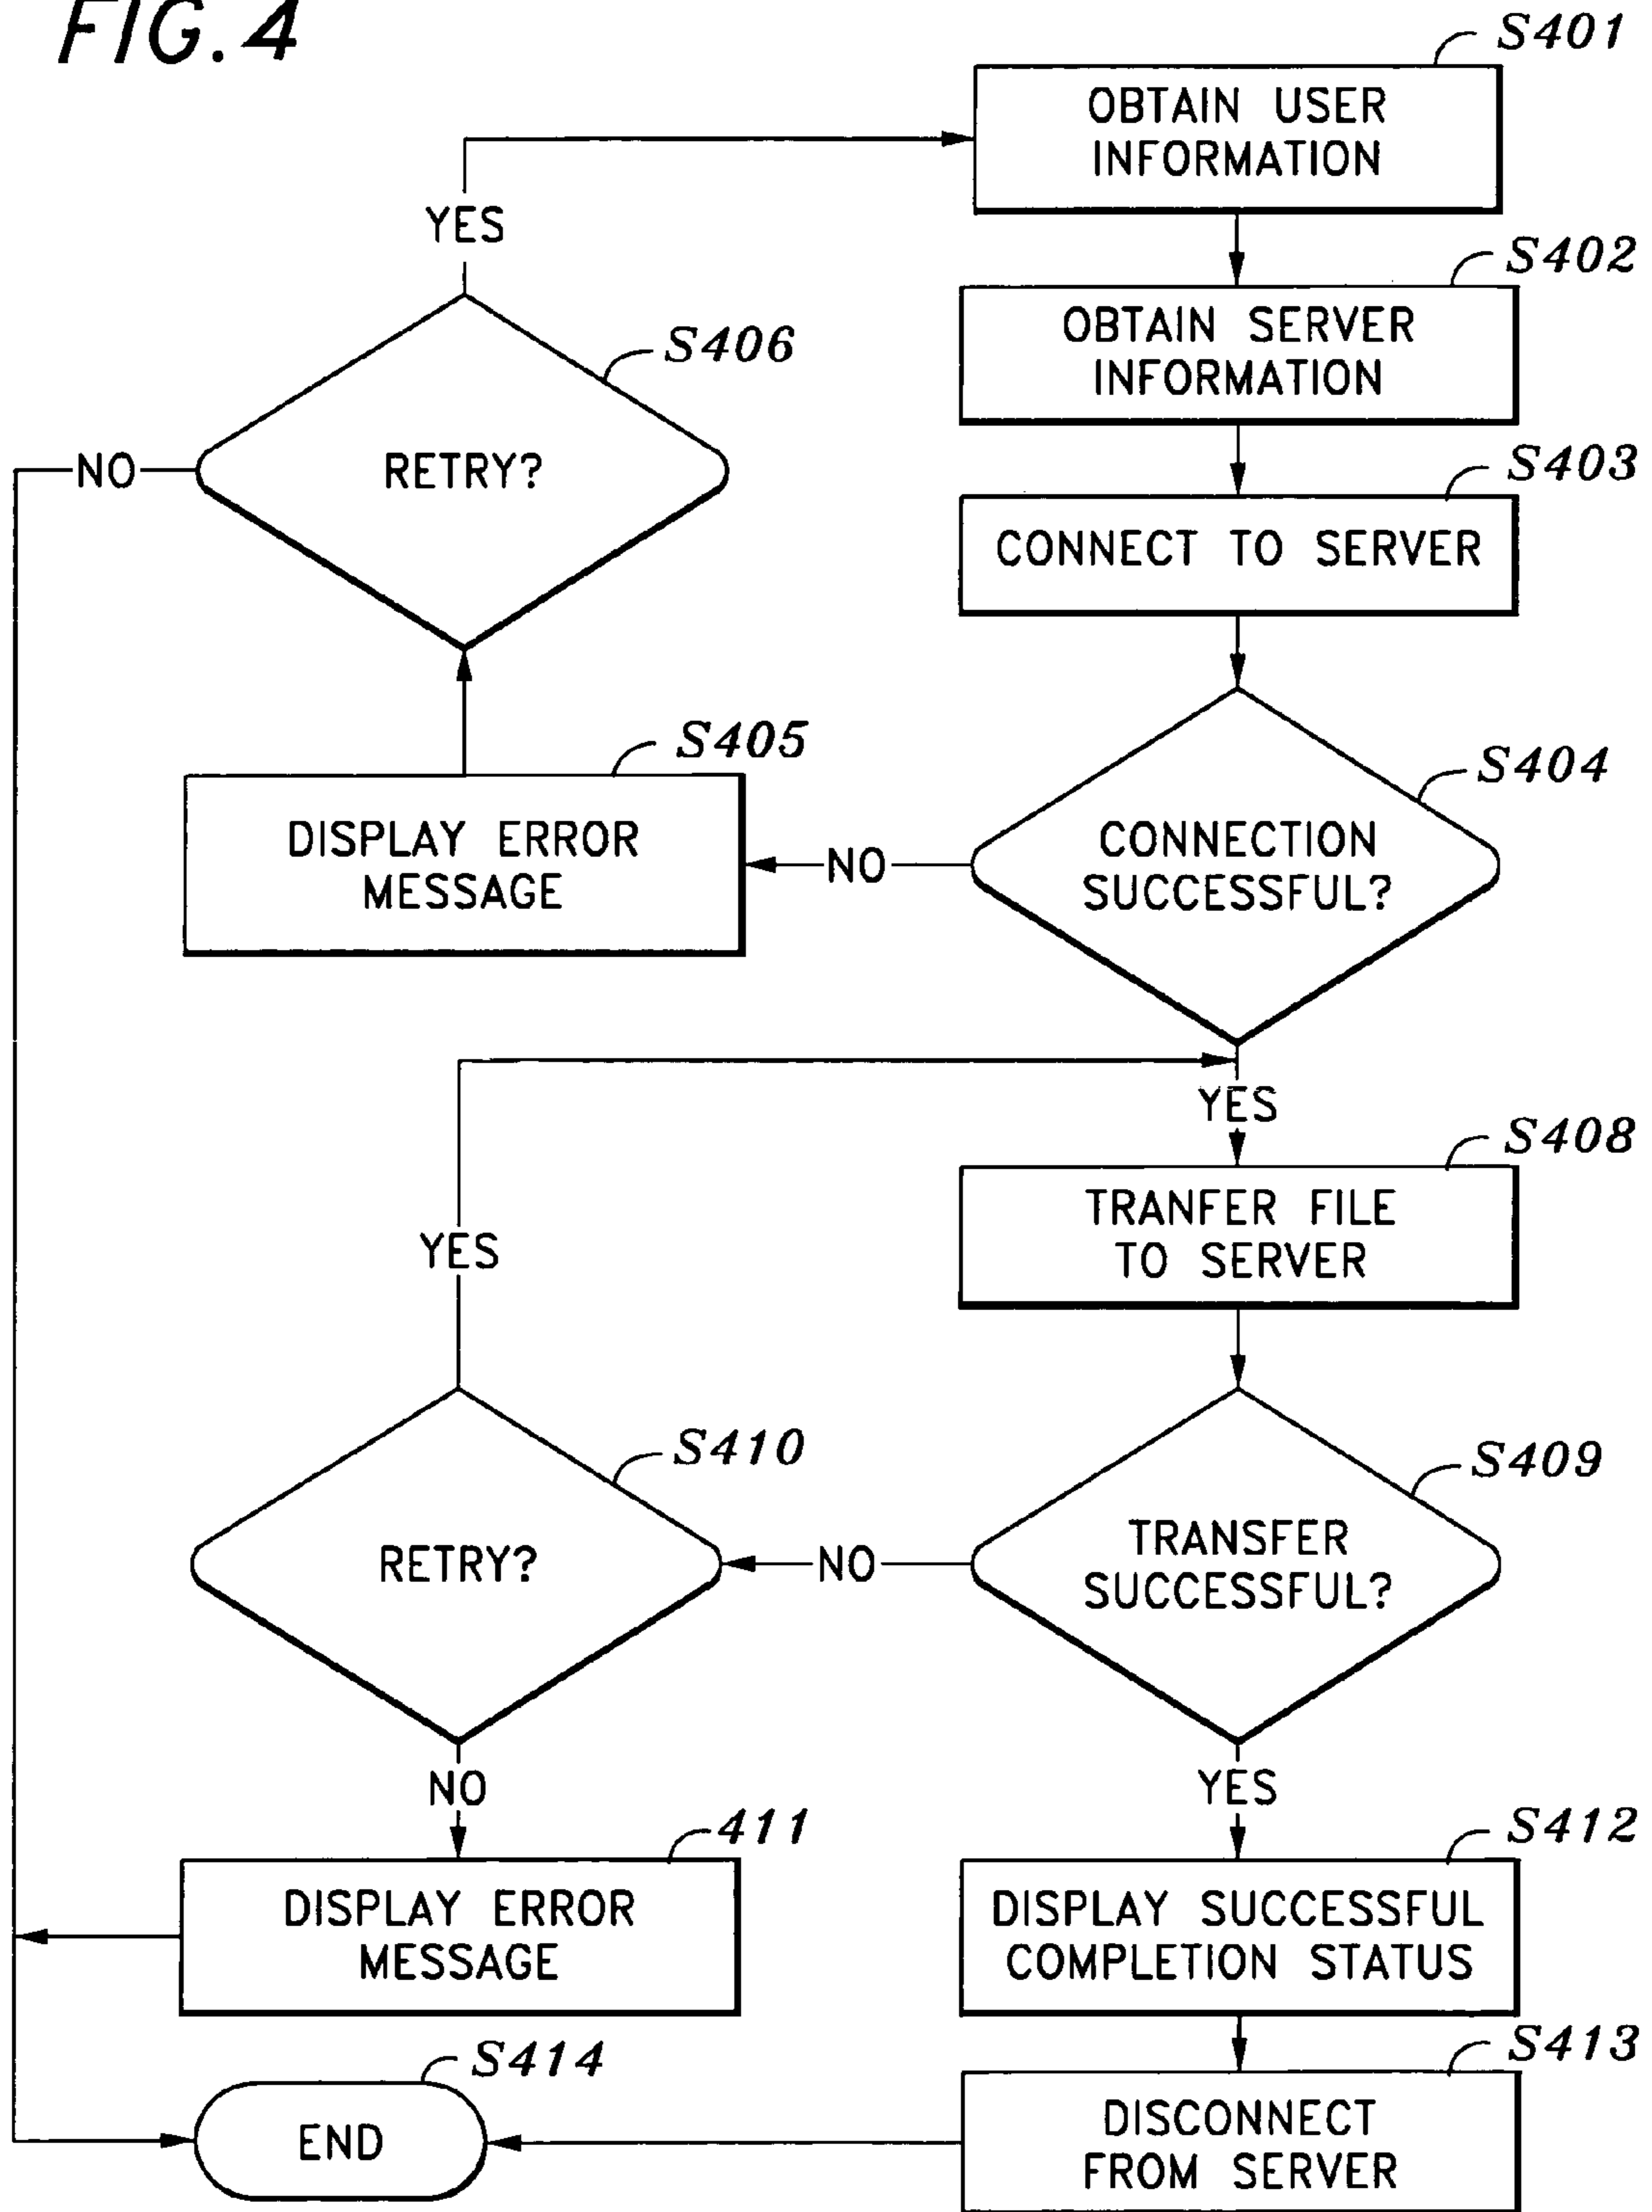 FIG. 4
S401
OBTAIN USER
INFORMATION
YES
S402
OBTAIN SERVER
INFORMATION
S406
RETRY?
NO
S403
CONNECT TO SERVER
S405
DISPLAY ERROR
MESSAGE
S404
CONNECTION
SUCCESSFUL?
NO
YES
S408
TRANFER FILE
TO SERVER
YES
S410
RETRY?
S409
TRANSFER
SUCCESSFUL?
NO
NO
YES
411
DISPLAY ERROR
MESSAGE
S412
DISPLAY SUCCESSFUL
COMPLETION STATUS
S414
END
S413
DISCONNECT
FROM SERVER